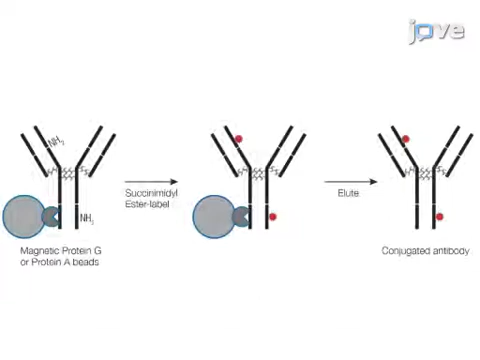 jove
NH2
NH2
Succinimidyl
Ester-label
Elute
Magnetic Protein G
or Protein A beads
Conjugated antibody